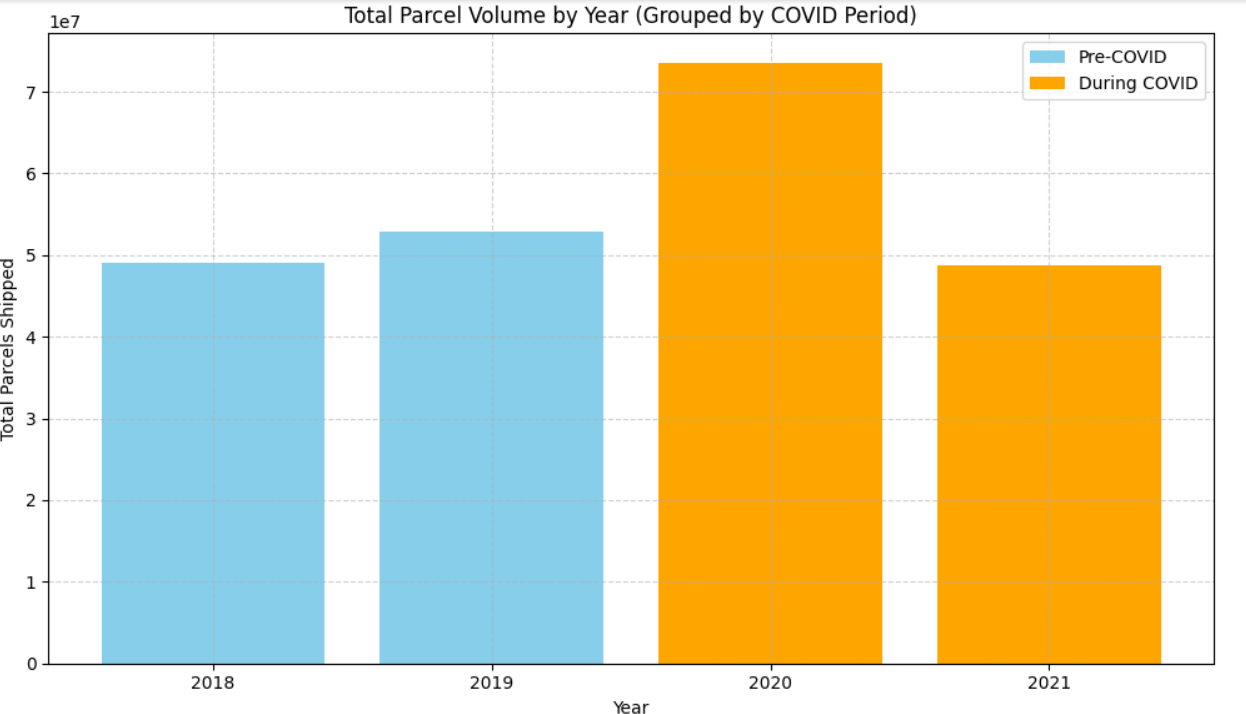 Total Parcel Volume by Year (Grouped by COVID Period)
1e7
Pre-COVID
During COVID
7
6
5
4
3
2
1
0
Total Parcels Shipped
2018 2019 2020 2021
Year